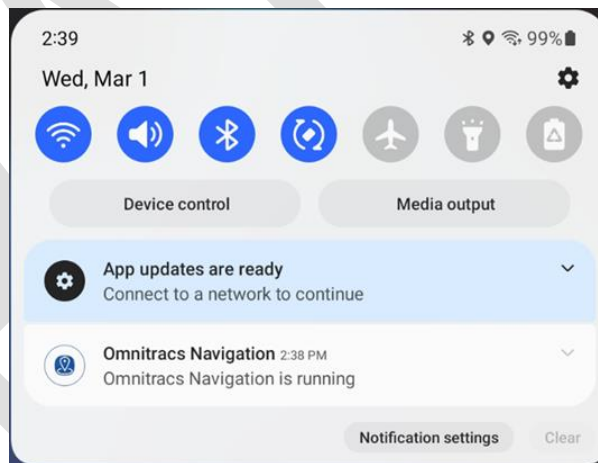 2:39
99%
Wed, Mar 1
Device control
Media output
App updates are ready
Connect to a network to continue
Omnitracs Navigation 2:38 PM
Omnitracs Navigation is running
Notification settings
Clear